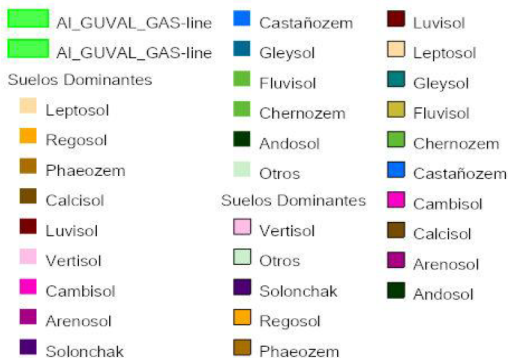 AI_GUVAL_GAS-line
AI_GUVAL_GAS-line
Suelos Dominantes
Leptosol
Regosol
Phaeozem
Calcisol
Luvisol
Vertisol
Cambisol
Arenosol
Solonchak
Castañozem
Gleysol
Fluvisol
Chernozem
Andosol
Otros
Suelos Dominantes
Vertisol
Otros
Solonchak
Regosol
Phaeozem
Luvisol
Leptosol
Gleysol
Fluvisol
Chernozem
Castañozem
Cambisol
Calcisol
Arenosol
Andosol